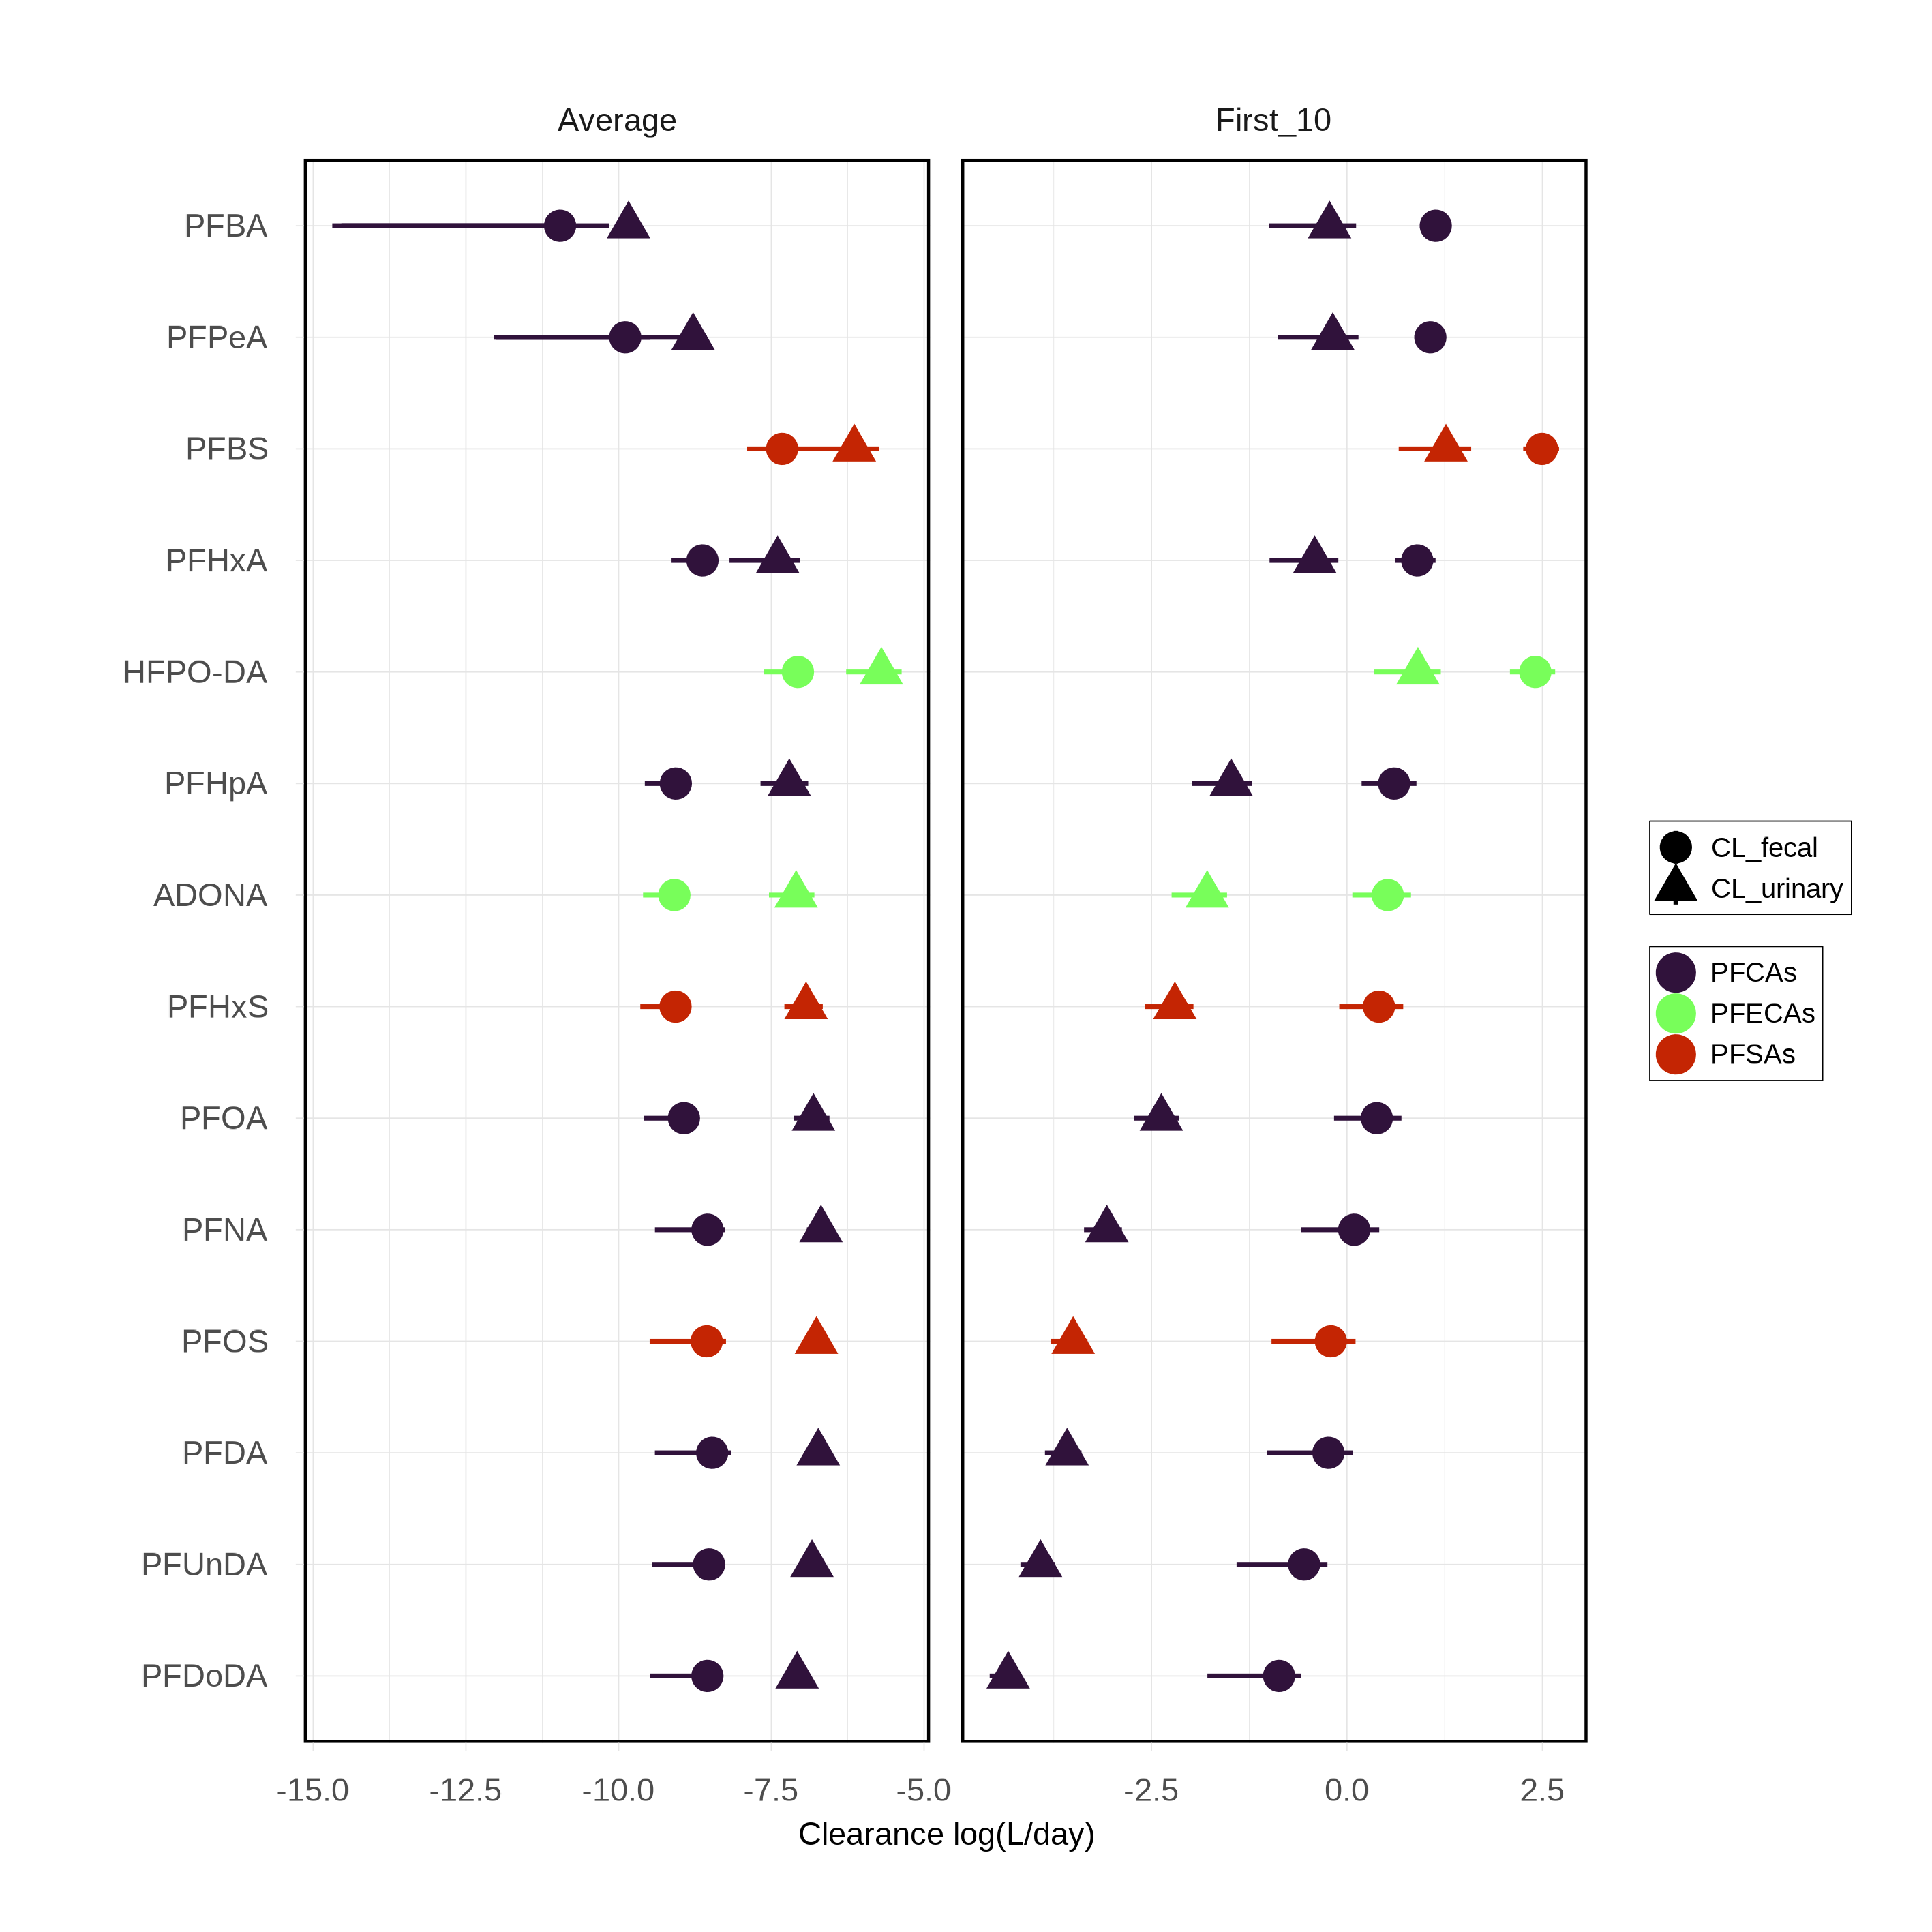 Average First_10
PFBA
PFPeA
PFBS
PFHxA
HFPO-DA
PFHpA
ADONA
PFHxS
PFOA
PFNA
PFOS
PFDA
PFUnDA
PFDoDA
CL_fecal
CL_urinary
PFCAs
PFECAs
PFSAs
-15.0 -12.5 -10.0 -7.5 -5.0 -2.5 0.0 2.5
Clearance log(L/day)